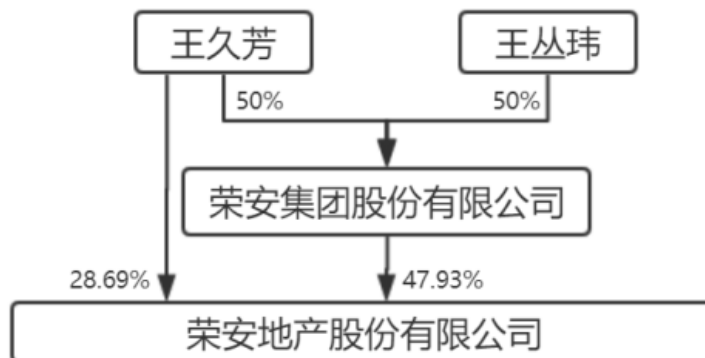 王久芳
王丛玮
50%
50%
荣安集团股份有限公司
28.69%
47.93%
荣安地产股份有限公司